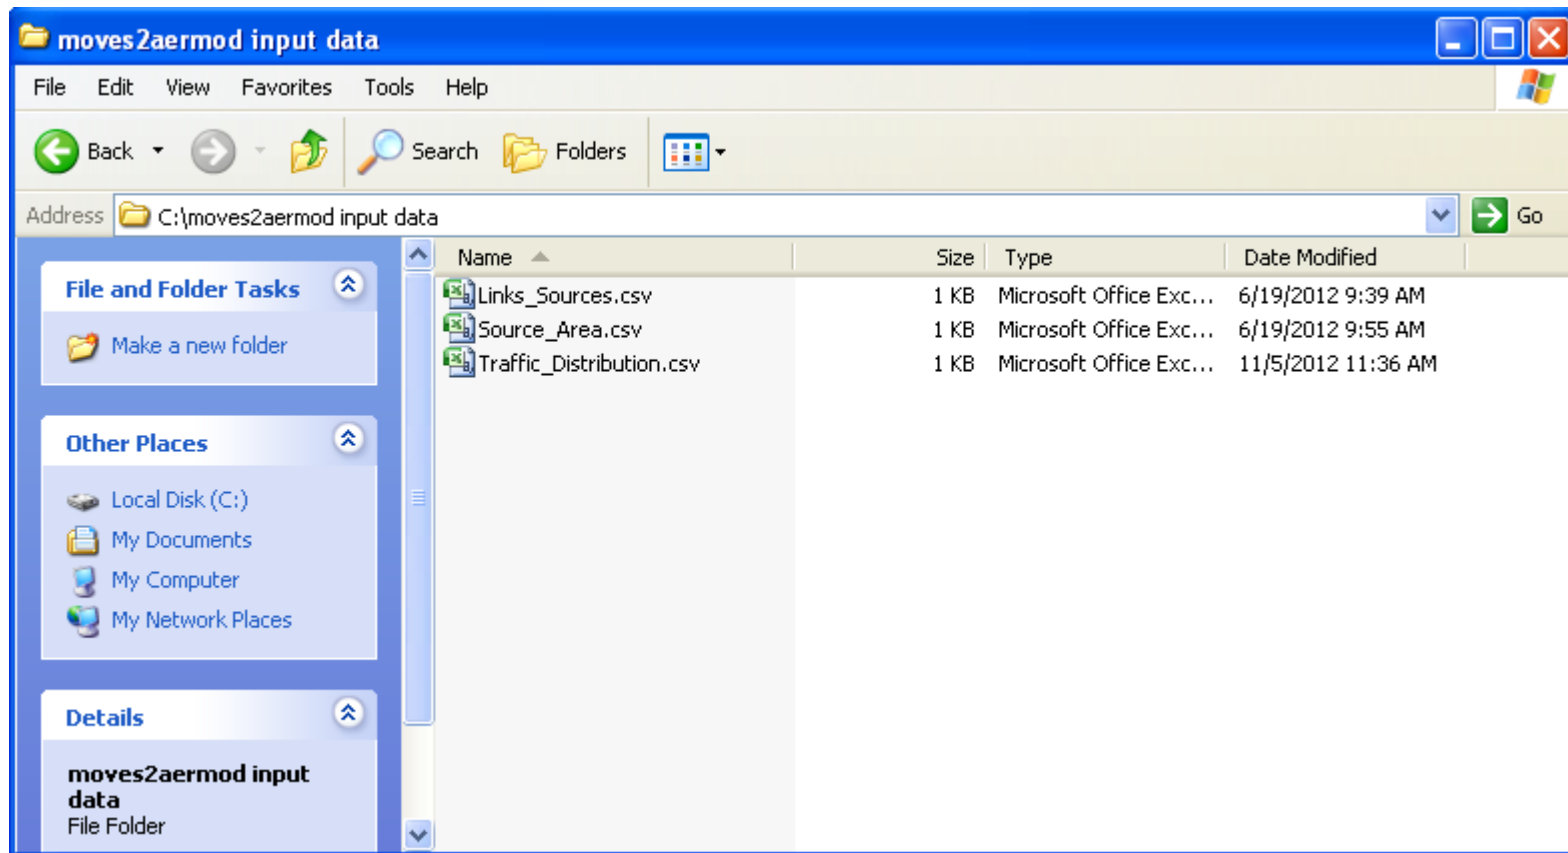 moves2aermod input data
File Edit View Favorites Tools Help
Back Search Folders
Address C:\moves2aermod input data Go
File and Folder Tasks
Make a new folder
Other Places
Local Disk (C:)
My Documents
My Computer
My Network Places
Details
moves2aermod input
data
File Folder
Name Size Type Date Modified
Links_Sources.csv 1 KB Microsoft Office Exc... 6/19/2012 9:39 AM
Source_Area.csv 1 KB Microsoft Office Exc... 6/19/2012 9:55 AM
Traffic_Distribution.csv 1 KB Microsoft Office Exc... 11/5/2012 11:36 AM